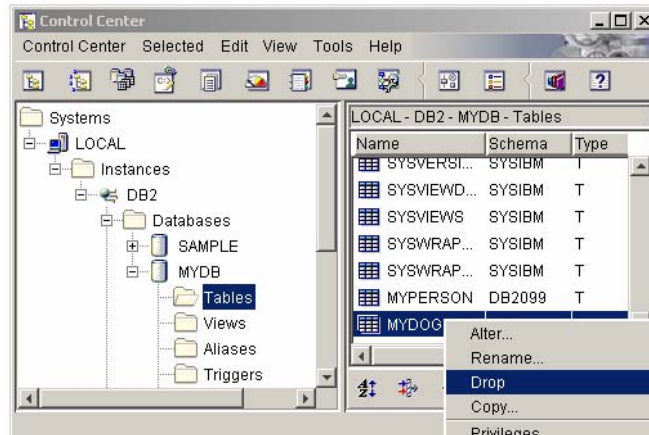 Control Center
Control Center Selected Edit View Tools Help
Systems
LOCAL
Instances
DB2
Databases
SAMPLE
MYDB
Tables
Views
Aliases
Triggers
LOCAL - DB2 - MYDB - Tables
Name Schema Type
SYSVERSI... SYSIBM T
SYSVIEWD... SYSIBM T
SYSVIEWS SYSIBM T
SYSWRAP... SYSIBM T
SYSWRAP... SYSIBM T
MYPERSON DB2099 T
MYDOG
Alter...
Rename...
Drop
Copy...
Privileges